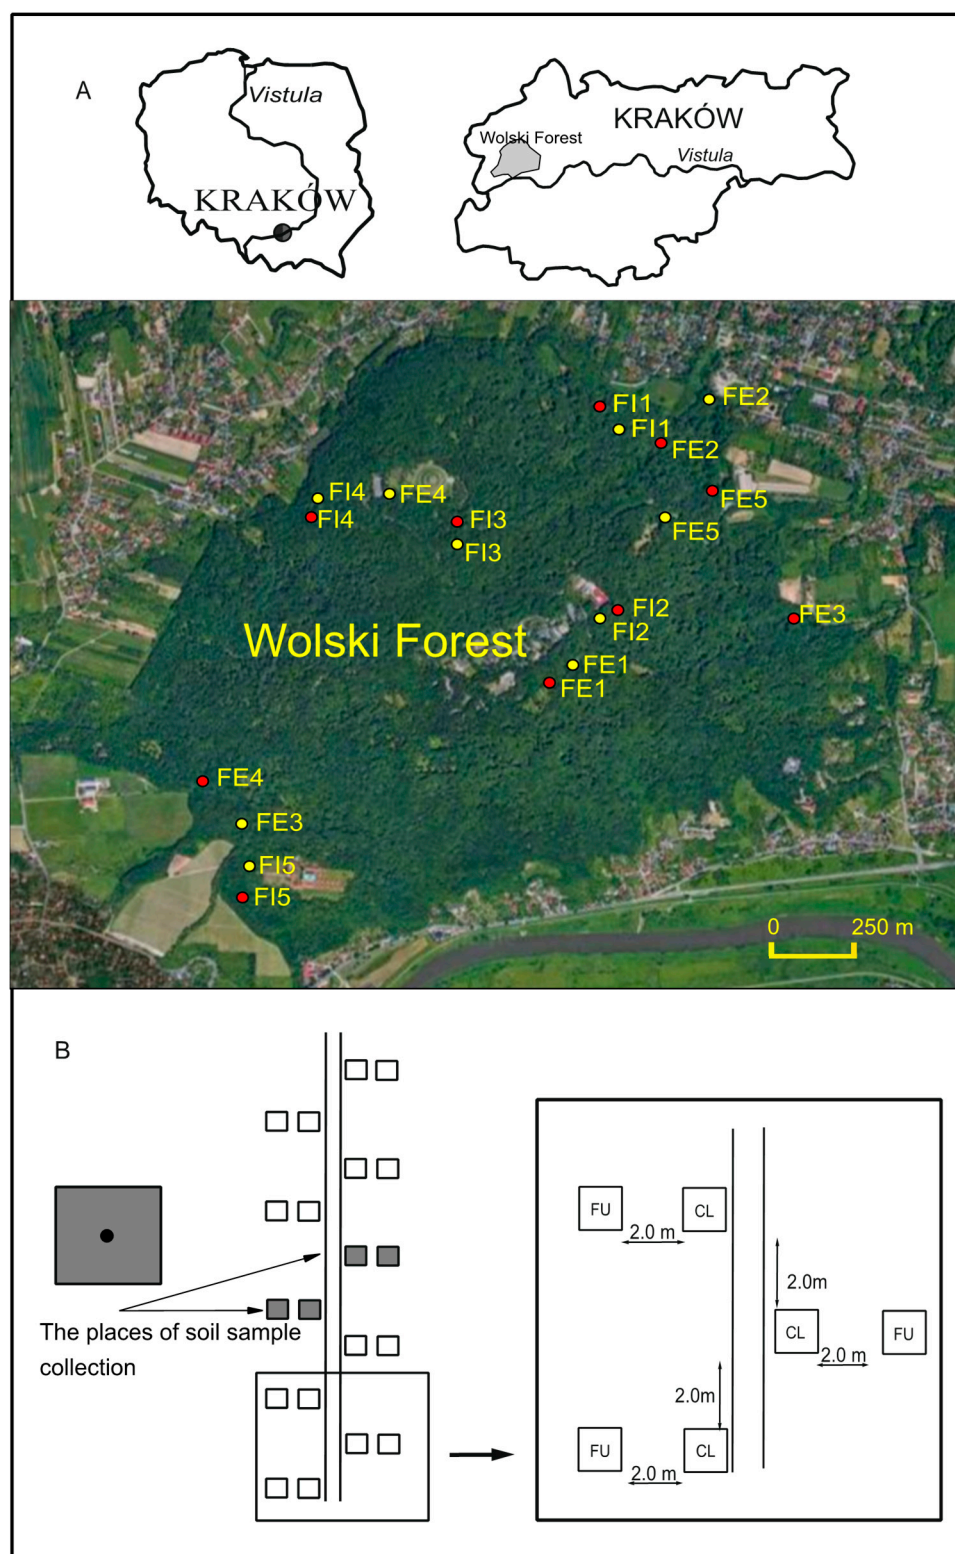 A
Vistula
KRAKÓW
KRAKÓW
Wolski Forest
Vistula
FE2
FI1
FI1
FE2
FI4
FE4
FE5
FI4
FI3
FE5
FI3
FI2
FE3
FI2
Wolski Forest
FE1
FE1
FE4
FE3
FI5
FI5
0 250 m
B
The places of soil sample
collection
FU CL
2.0 m
2.0m
CL FU
2.0 m
2.0m
FU CL
2.0 m